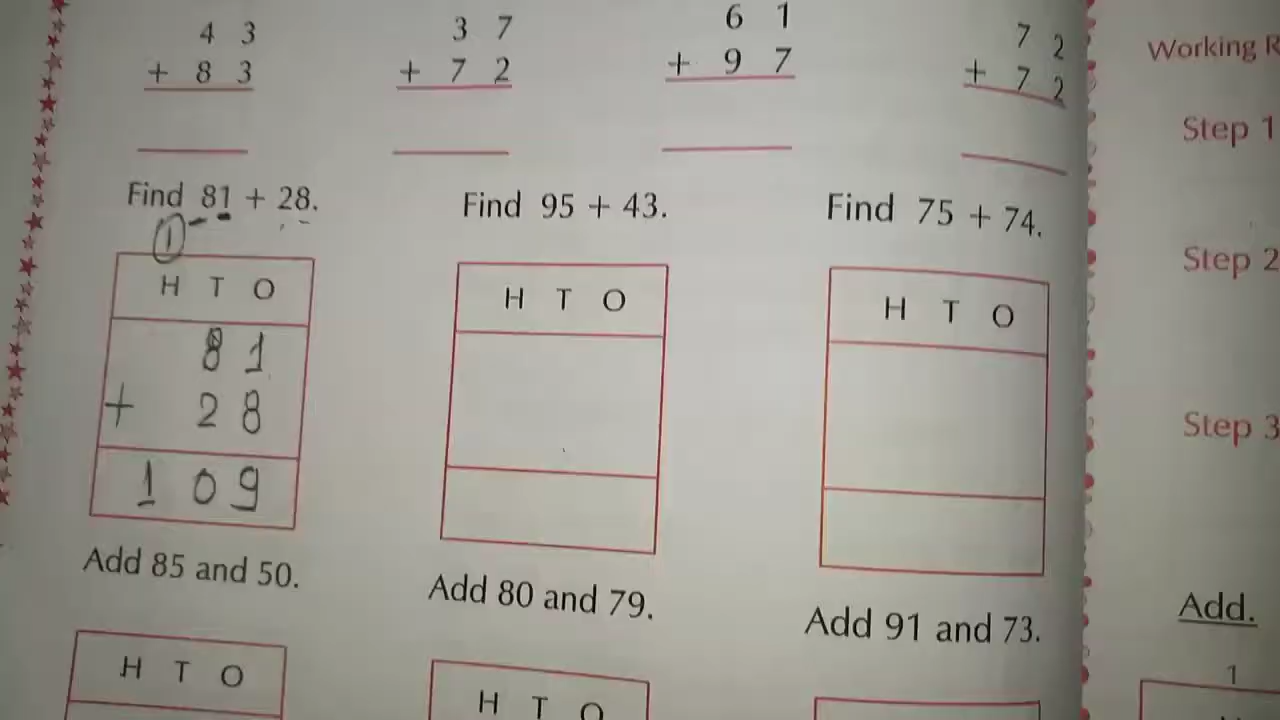 4 3
+ 8 3
3 7
+ 7 2
6 1
+ 9 7
7 2
+ 7 2
Find 81 + 28.
1
H T O
8 1
+ 2 8
1 0 9
Find 95 + 43.
H T O
Find 75 + 74.
H T O
Add 85 and 50.
H T O
Add 80 and 79.
H T O
Add 91 and 73.
Working
Step 1
Step 2
Step 3
Add.
1